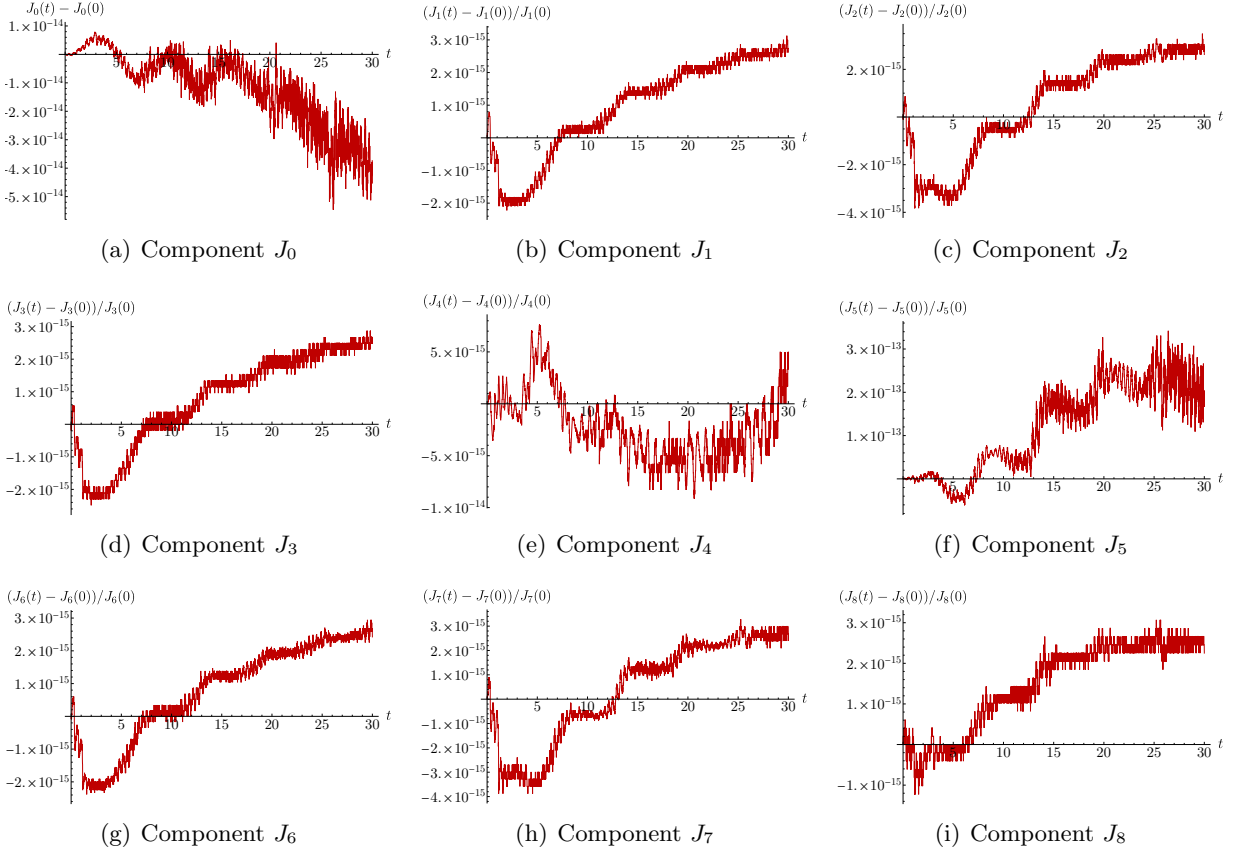 J_0(t) − J_0(0)
1.×10^{-14}
5 10 15 20 25 30 t
-1.×10^{-14}
-2.×10^{-14}
-3.×10^{-14}
-4.×10^{-14}
-5.×10^{-14}
(a) Component J_0
(J_1(t) − J_1(0))/J_1(0)
3.×10^{-15}
2.×10^{-15}
1.×10^{-15}
5 10 15 20 25 30 t
-1.×10^{-15}
-2.×10^{-15}
(b) Component J_1
(J_2(t) − J_2(0))/J_2(0)
2.×10^{-15}
5 10 15 20 25 30 t
-2.×10^{-15}
-4.×10^{-15}
(c) Component J_2
(J_3(t) − J_3(0))/J_3(0)
3.×10^{-15}
2.×10^{-15}
1.×10^{-15}
5 10 15 20 25 30 t
-1.×10^{-15}
-2.×10^{-15}
(d) Component J_3
(J_4(t) − J_4(0))/J_4(0)
5.×10^{-15}
5 10 15 20 25 30 t
-5.×10^{-15}
-1.×10^{-14}
(e) Component J_4
(J_5(t) − J_5(0))/J_5(0)
3.×10^{-13}
2.×10^{-13}
1.×10^{-13}
5 10 15 20 25 30 t
(f) Component J_5
(J_6(t) − J_6(0))/J_6(0)
3.×10^{-15}
2.×10^{-15}
1.×10^{-15}
5 10 15 20 25 30 t
-1.×10^{-15}
-2.×10^{-15}
(g) Component J_6
(J_7(t) − J_7(0))/J_7(0)
3.×10^{-15}
2.×10^{-15}
1.×10^{-15}
5 10 15 20 25 30 t
-1.×10^{-15}
-2.×10^{-15}
-3.×10^{-15}
-4.×10^{-15}
(h) Component J_7
(J_8(t) − J_8(0))/J_8(0)
3.×10^{-15}
2.×10^{-15}
1.×10^{-15}
5 10 15 20 25 30 t
-1.×10^{-15}
(i) Component J_8